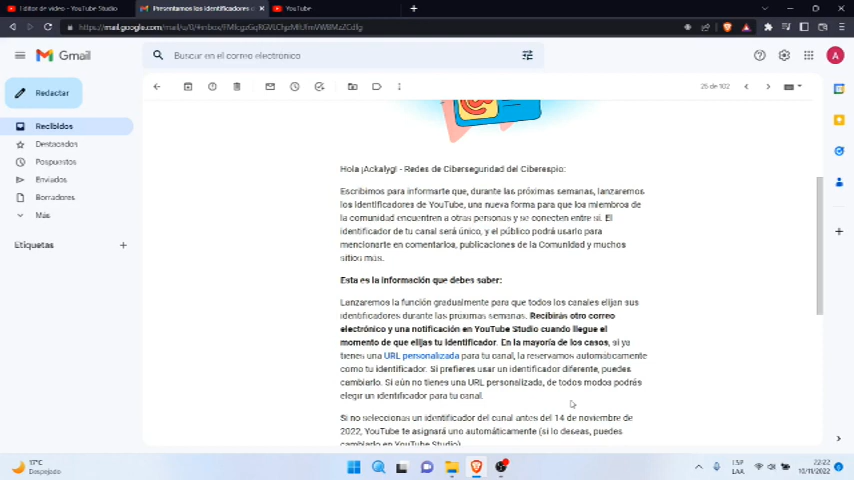 Editor de video - YouTube Studio
Presentamos los identificadores d
YouTube
Gmail
Buscar en el correo electrónico
A
Redactar
Recibidos
Destacados
Pospuestos
Enviados
Borradores
Más
Etiquetas
25 de 102
Hola ¡Ackalyg! - Redes de Ciberseguridad del Ciberespio:
Escribimos para informarte que, durante las próximas semanas, lanzaremos
los identificadores de YouTube, una nueva forma para que los miembros de
la comunidad encuentren a otras personas y se conecten entre sí. El
identificador de tu canal será único, y el público podrá usarlo para
mencionarte en comentarios, publicaciones de la Comunidad y muchos
sitios más.
Esta es la información que debes saber:
Lanzaremos la función gradualmente para que todos los canales elijan sus
identificadores durante las próximas semanas. Recibirás otro correo
electrónico y una notificación en YouTube Studio cuando llegue el
momento de que elijas tu identificador. En la mayoría de los casos, si ya
tienes una URL personalizada para tu canal, la reservamos automáticamente
como tu identificador. Si prefieres usar un identificador diferente, puedes
cambiarlo. Si aún no tienes una URL personalizada, de todos modos podrás
elegir un identificador para tu canal.
Si no seleccionas un identificador del canal antes del 14 de noviembre de
2022, YouTube te asignará uno automáticamente (si lo deseas, puedes
cambiarlo en YouTube Studio).
17°C
Despejado
ESP
LAA
22:22
10/11/2022